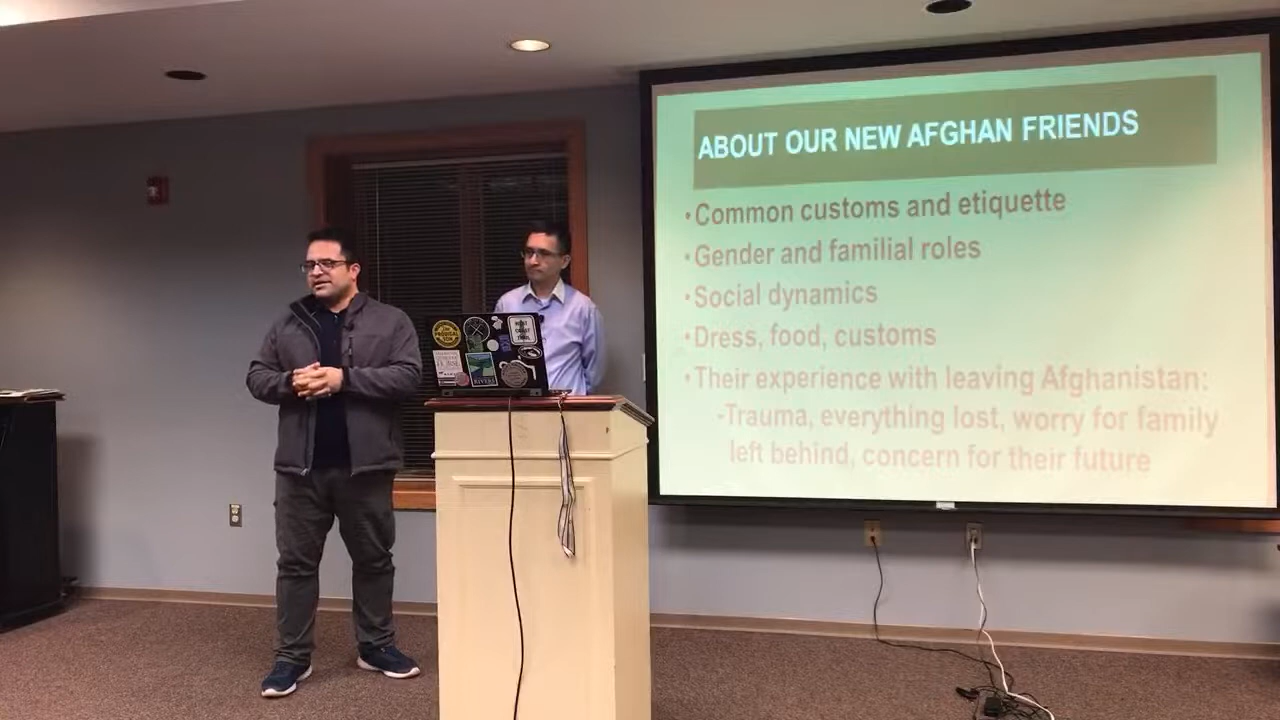 ABOUT OUR NEW AFGHAN FRIENDS
•Common customs and etiquette
•Gender and familial roles
•Social dynamics
•Dress, food, customs
•Their experience with leaving Afghanistan:
-Trauma, everything lost, worry for family
left behind, concern for their future
RIVERS